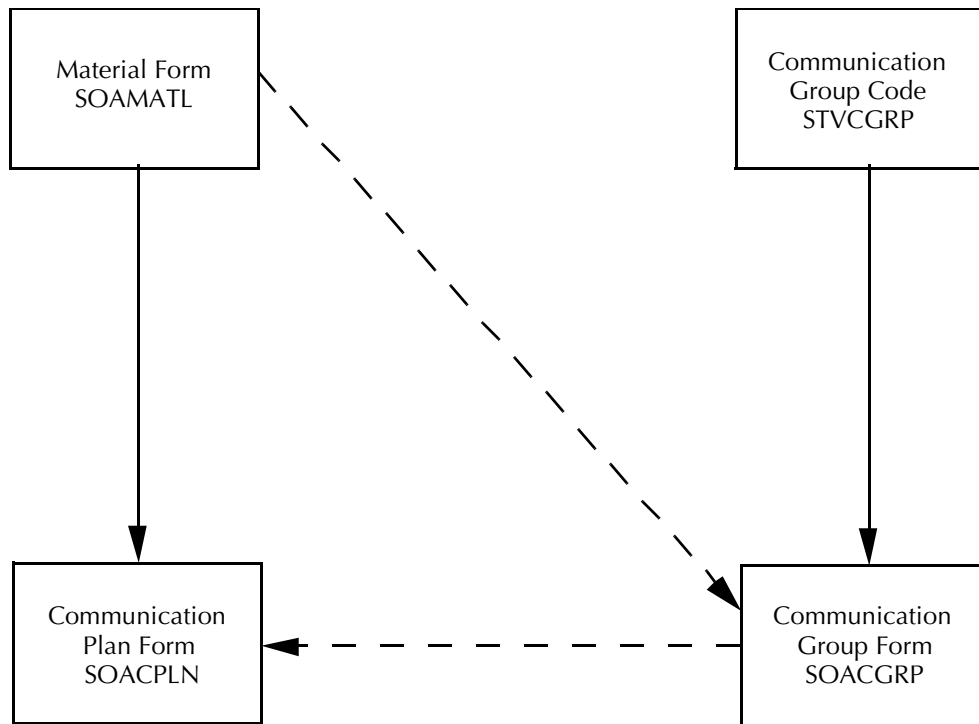 Material Form
SOAMATL
Communication
Group Code
STVCGRP
Communication
Plan Form
SOACPLN
Communication
Group Form
SOACGRP